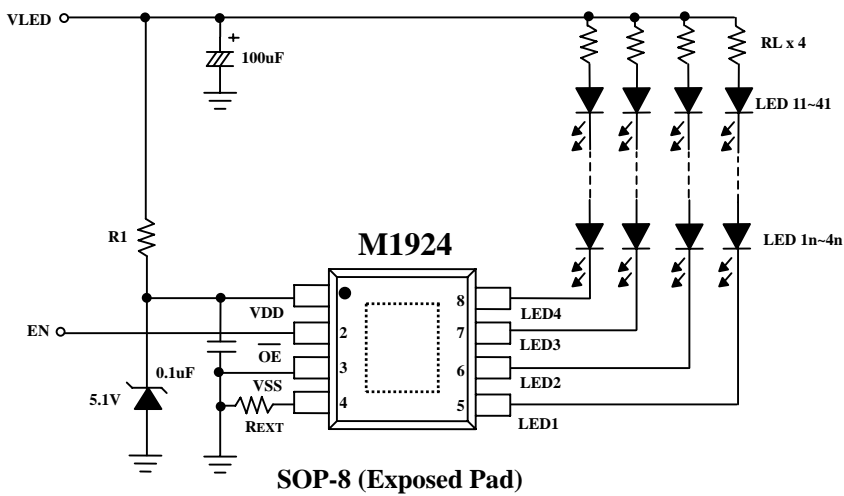 VLED
+
100uF
RL x 4
LED 11~41
R1
M1924
LED 1n~4n
VDD
8
LED4
EN
2
7
LED3
OE
0.1uF
3
6
LED2
VSS
5.1V
4
5
REXT
LED1
SOP-8 (Exposed Pad)